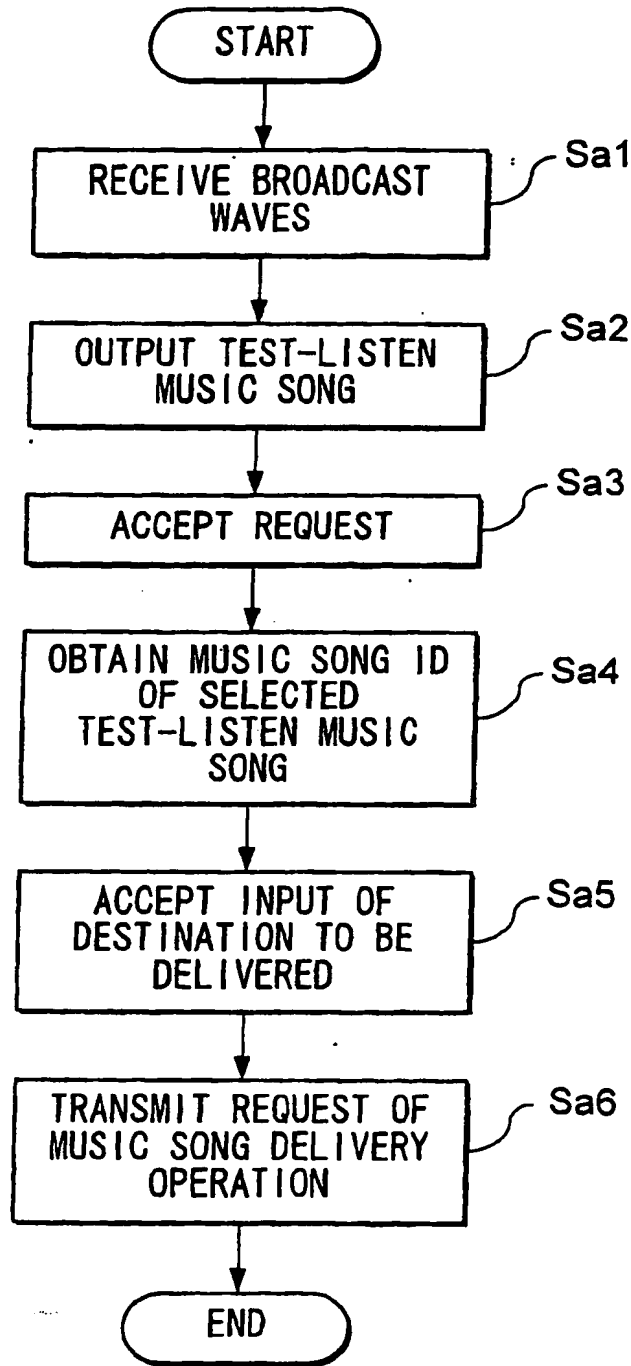 START
RECEIVE BROADCAST
WAVES
Sa1
OUTPUT TEST-LISTEN
MUSIC SONG
Sa2
ACCEPT REQUEST
Sa3
OBTAIN MUSIC SONG ID
OF SELECTED
TEST-LISTEN MUSIC
SONG
Sa4
ACCEPT INPUT OF
DESTINATION TO BE
DELIVERED
Sa5
TRANSMIT REQUEST OF
MUSIC SONG DELIVERY
OPERATION
Sa6
END